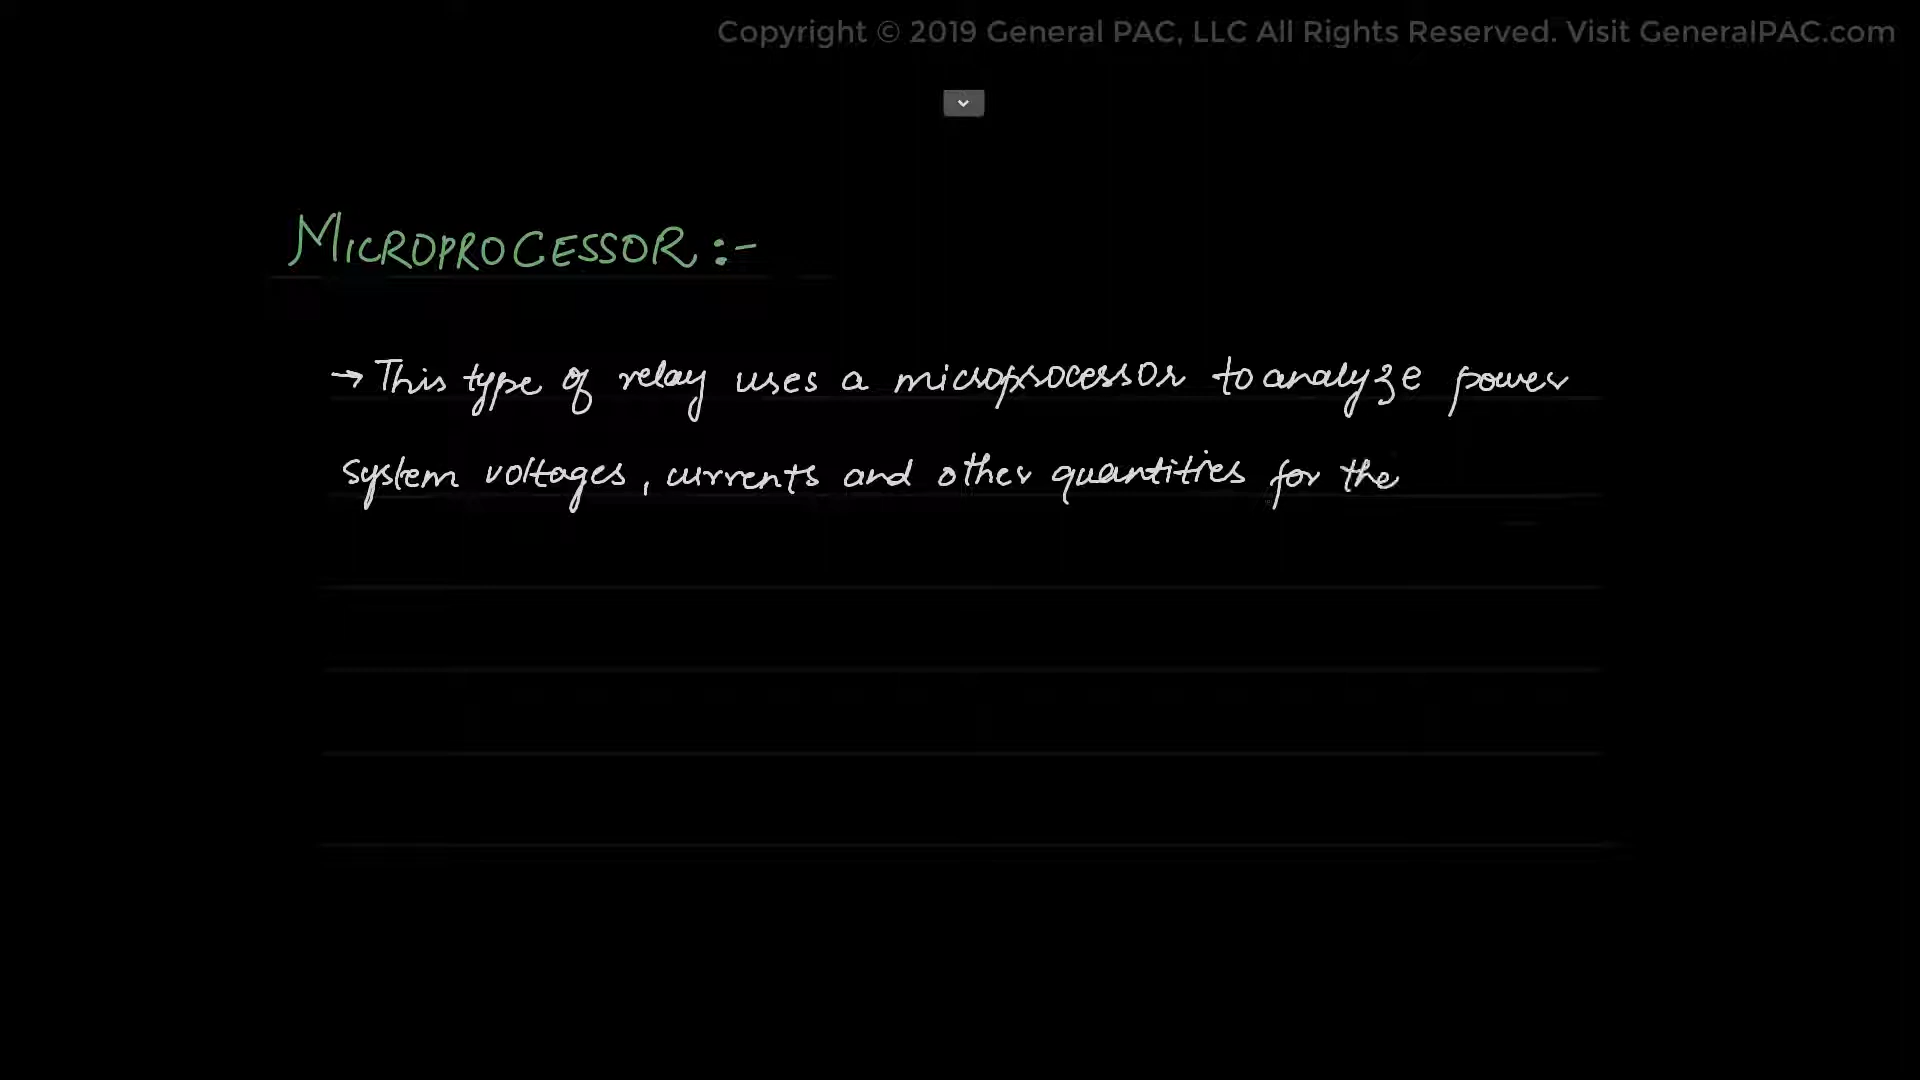 Copyright © 2019 General PAC, LLC All Rights Reserved. Visit GeneralPAC.com
MICROPROCESSOR:-
→ This type of relay uses a microprocessor to analyze power
system voltages, currents and other quantities for the